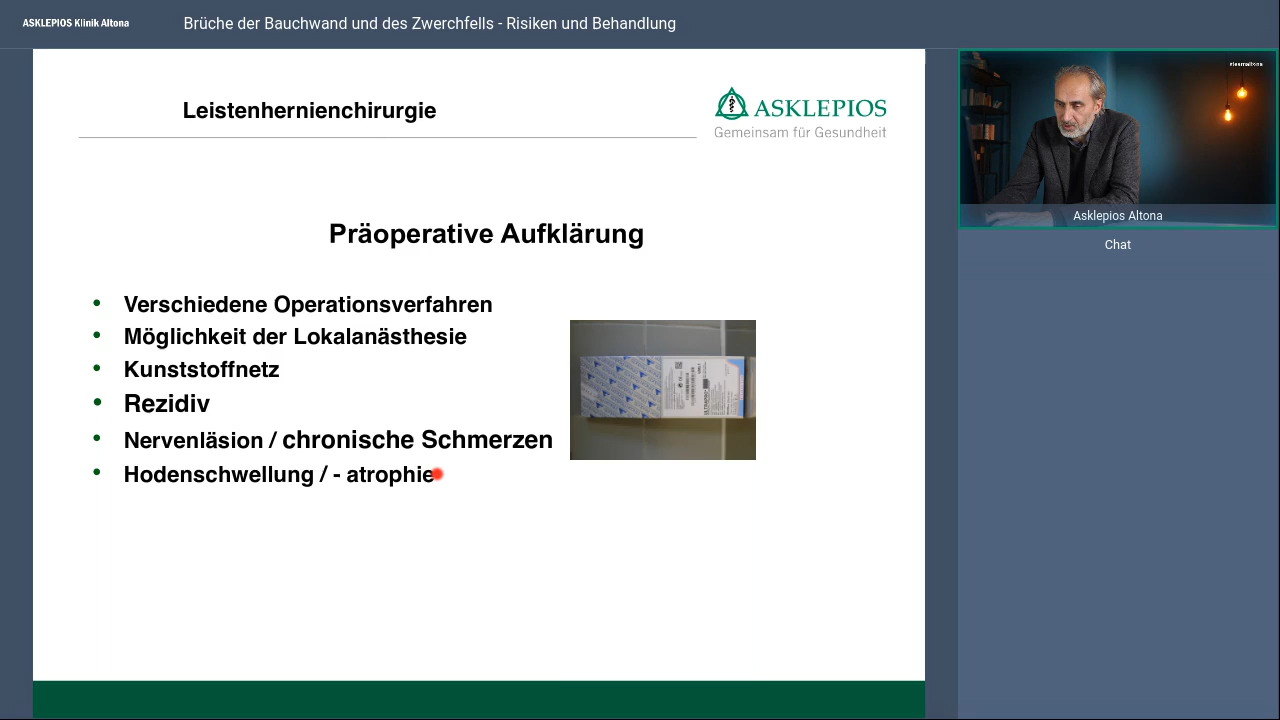 ASKLEPIOS Klinik Altona
Brüche der Bauchwand und des Zwerchfells - Risiken und Behandlung
Leistenhernienchirurgie
ASKLEPIOS
Gemeinsam für Gesundheit
#teamaltona
Asklepios Altona
Chat
Präoperative Aufklärung
• Verschiedene Operationsverfahren
• Möglichkeit der Lokalanästhesie
• Kunststoffnetz
• Rezidiv
• Nervenläsion / chronische Schmerzen
• Hodenschwellung / - atrophie